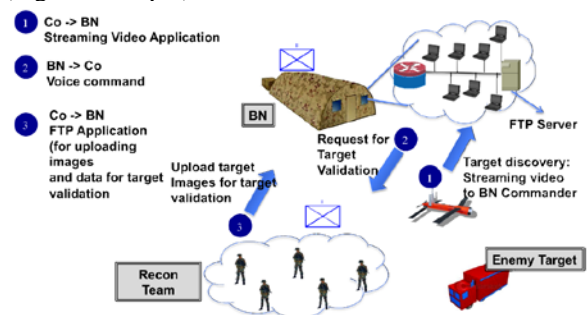 1 Co -> BN
Streaming Video Application
2 BN -> Co
Voice command
3 Co -> BN
FTP Application
(for uploading
images
and data for target
validation
BN
FTP Server
Request for
Target
Validation
2
1
Target discovery:
Streaming video
to BN Commander
Upload target
Images for target
validation
3
Recon
Team
Enemy Target